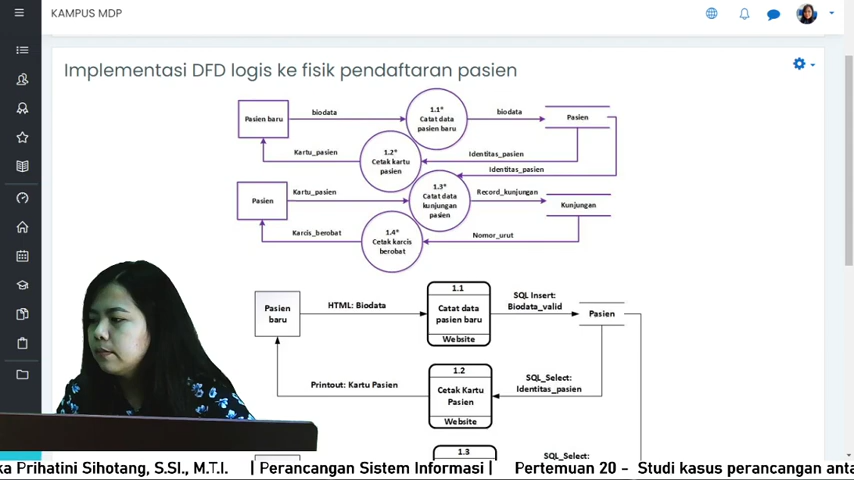 KAMPUS MDP
Implementasi DFD logis ke fisik pendaftaran pasien
Pasien baru
biodata
1.1*
Catat data
pasien baru
biodata
Pasien
Kartu_pasien
1.2*
Cetak kartu
pasien
Identitas_pasien
Identitas_pasien
Pasien
Kartu_pasien
1.3*
Catat data
kunjungan
pasien
Record_kunjungan
Kunjungan
Karcis_berobat
1.4*
Cetak karcis
berobat
Nomor_urut
Pasien
baru
HTML: Biodata
1.1
Catat data
pasien baru
Website
SQL Insert:
Biodata_valid
Pasien
Printout: Kartu Pasien
1.2
Cetak Kartu
Pasien
Website
SQL_Select:
Identitas_pasien
1.3
SQL_Select:
ka Prihatini Sihotang, S.SI., M.T.I. | Perancangan Sistem Informasi | Pertemuan 20 - Studi kasus perancangan anta